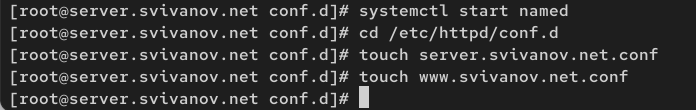 [root@server.svivanov.net conf.d]# systemctl start named
[root@server.svivanov.net conf.d]# cd /etc/httpd/conf.d
[root@server.svivanov.net conf.d]# touch server.svivanov.net.conf
[root@server.svivanov.net conf.d]# touch www.svivanov.net.conf
[root@server.svivanov.net conf.d]#